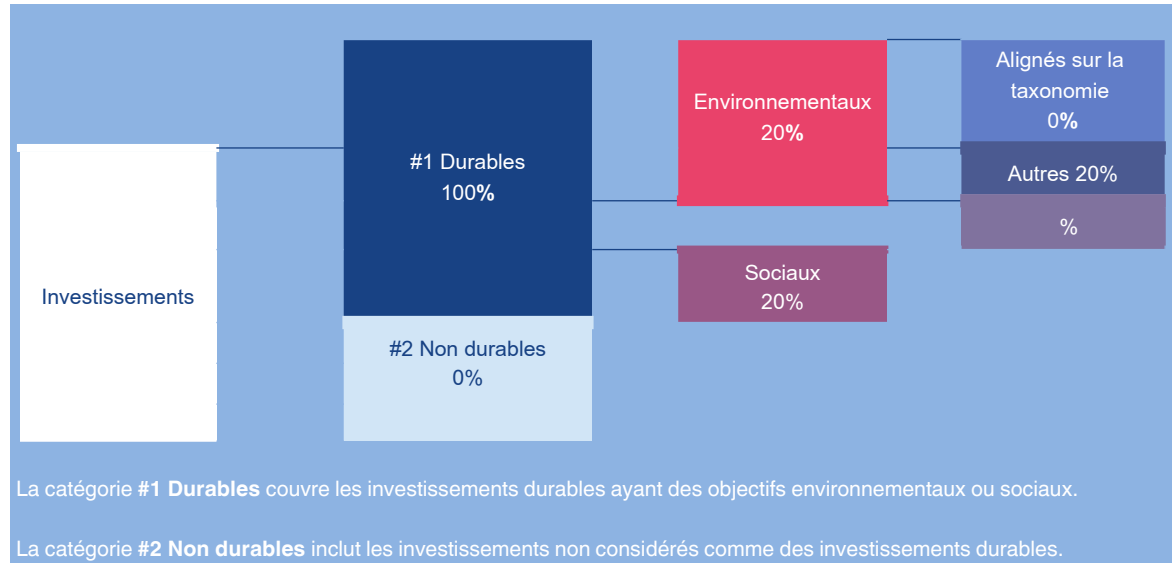 Investissements
#1 Durables
100%
#2 Non durables
0%
Environnementaux
20%
Sociaux
20%
Alignés sur la
taxonomie
0%
Autres 20%
%
La catégorie #1 Durables couvre les investissements durables ayant des objectifs environnementaux ou sociaux.
La catégorie #2 Non durables inclut les investissements non considérés comme des investissements durables.